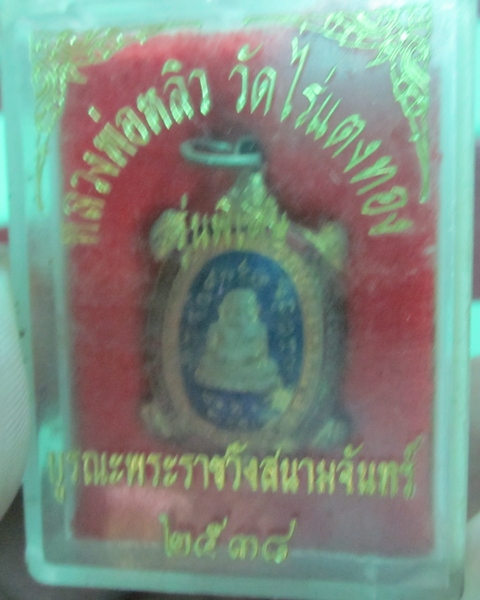 หลวงพ่อหลิว วัดไร่แตงทอง
รุ่นพิเศษ
บูรณะพระราชวังสนามจันทร์
๒๕๓๘